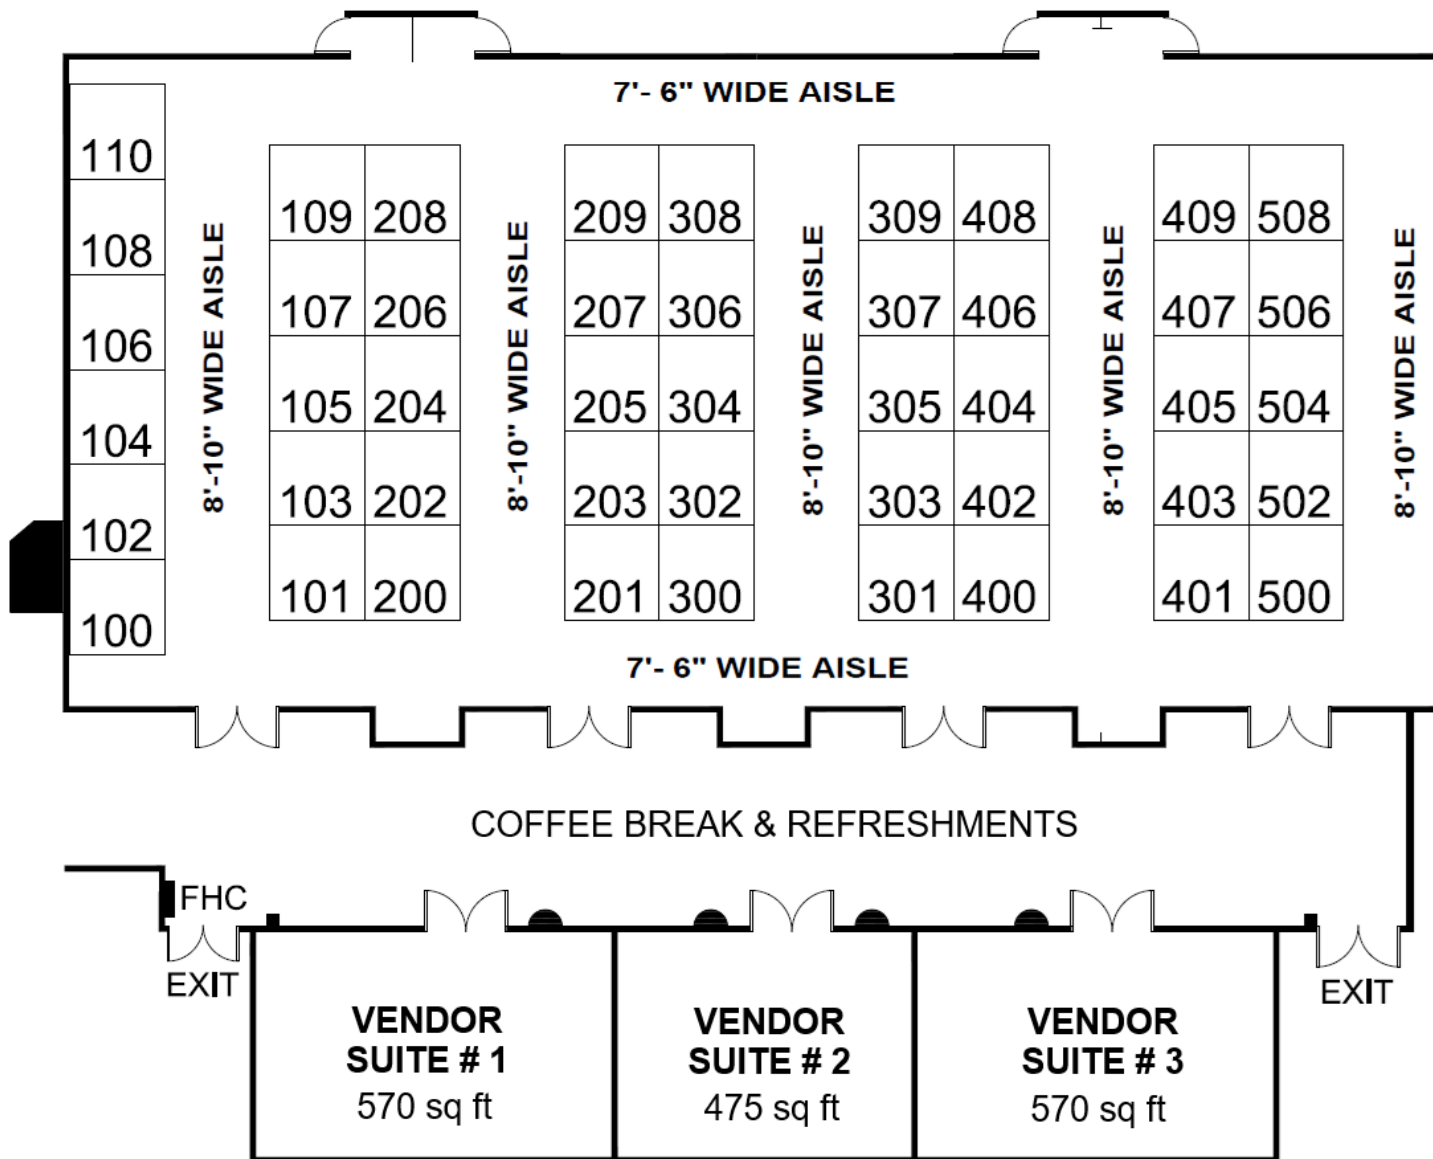 7'- 6" WIDE AISLE
110
109 208 209 308 309 408 409 508
108
107 206 207 306 307 406 407 506
106
105 204 205 304 305 404 405 504
104
103 202 203 302 303 402 403 502
102
101 200 201 300 301 400 401 500
100
8'-10" WIDE AISLE
8'-10" WIDE AISLE
8'-10" WIDE AISLE
8'-10" WIDE AISLE
8'-10" WIDE AISLE
7'- 6" WIDE AISLE
COFFEE BREAK & REFRESHMENTS
FHC
EXIT
EXIT
VENDOR
SUITE # 1
570 sq ft
VENDOR
SUITE # 2
475 sq ft
VENDOR
SUITE # 3
570 sq ft